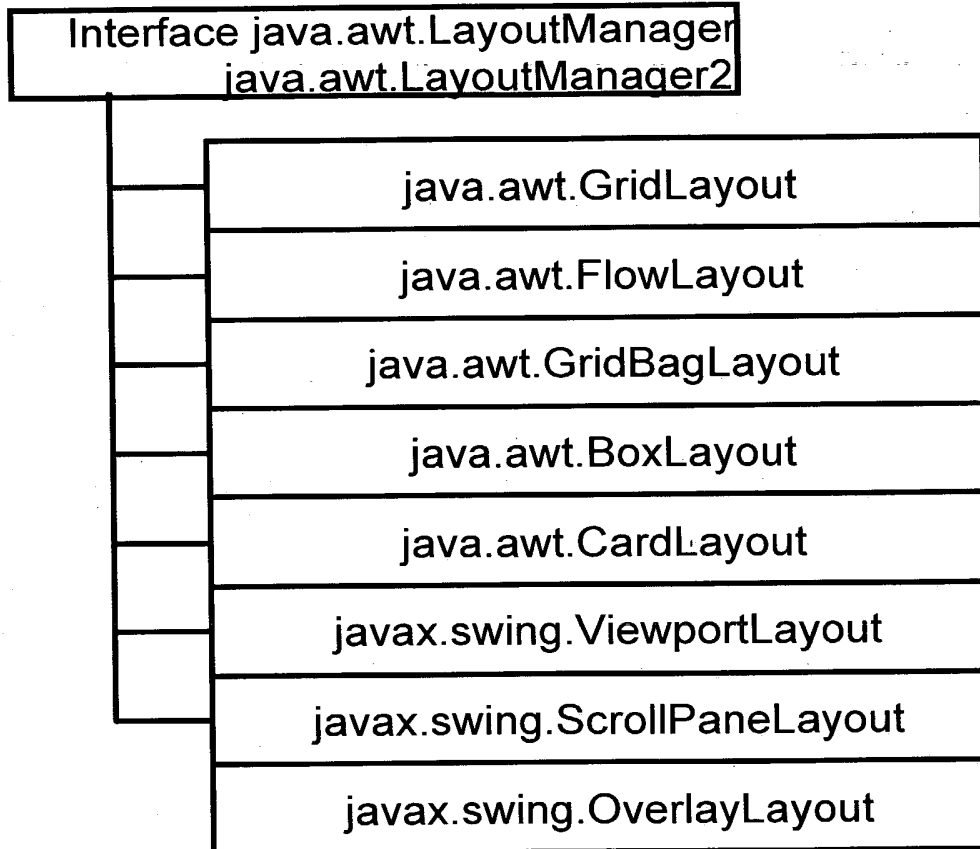 Interface java.awt.LayoutManager
java.awt.LayoutManager2
java.awt.GridLayout
java.awt.FlowLayout
java.awt.GridBagLayout
java.awt.BoxLayout
java.awt.CardLayout
javax.swing.ViewportLayout
javax.swing.ScrollPaneLayout
javax.swing.OverlayLayout